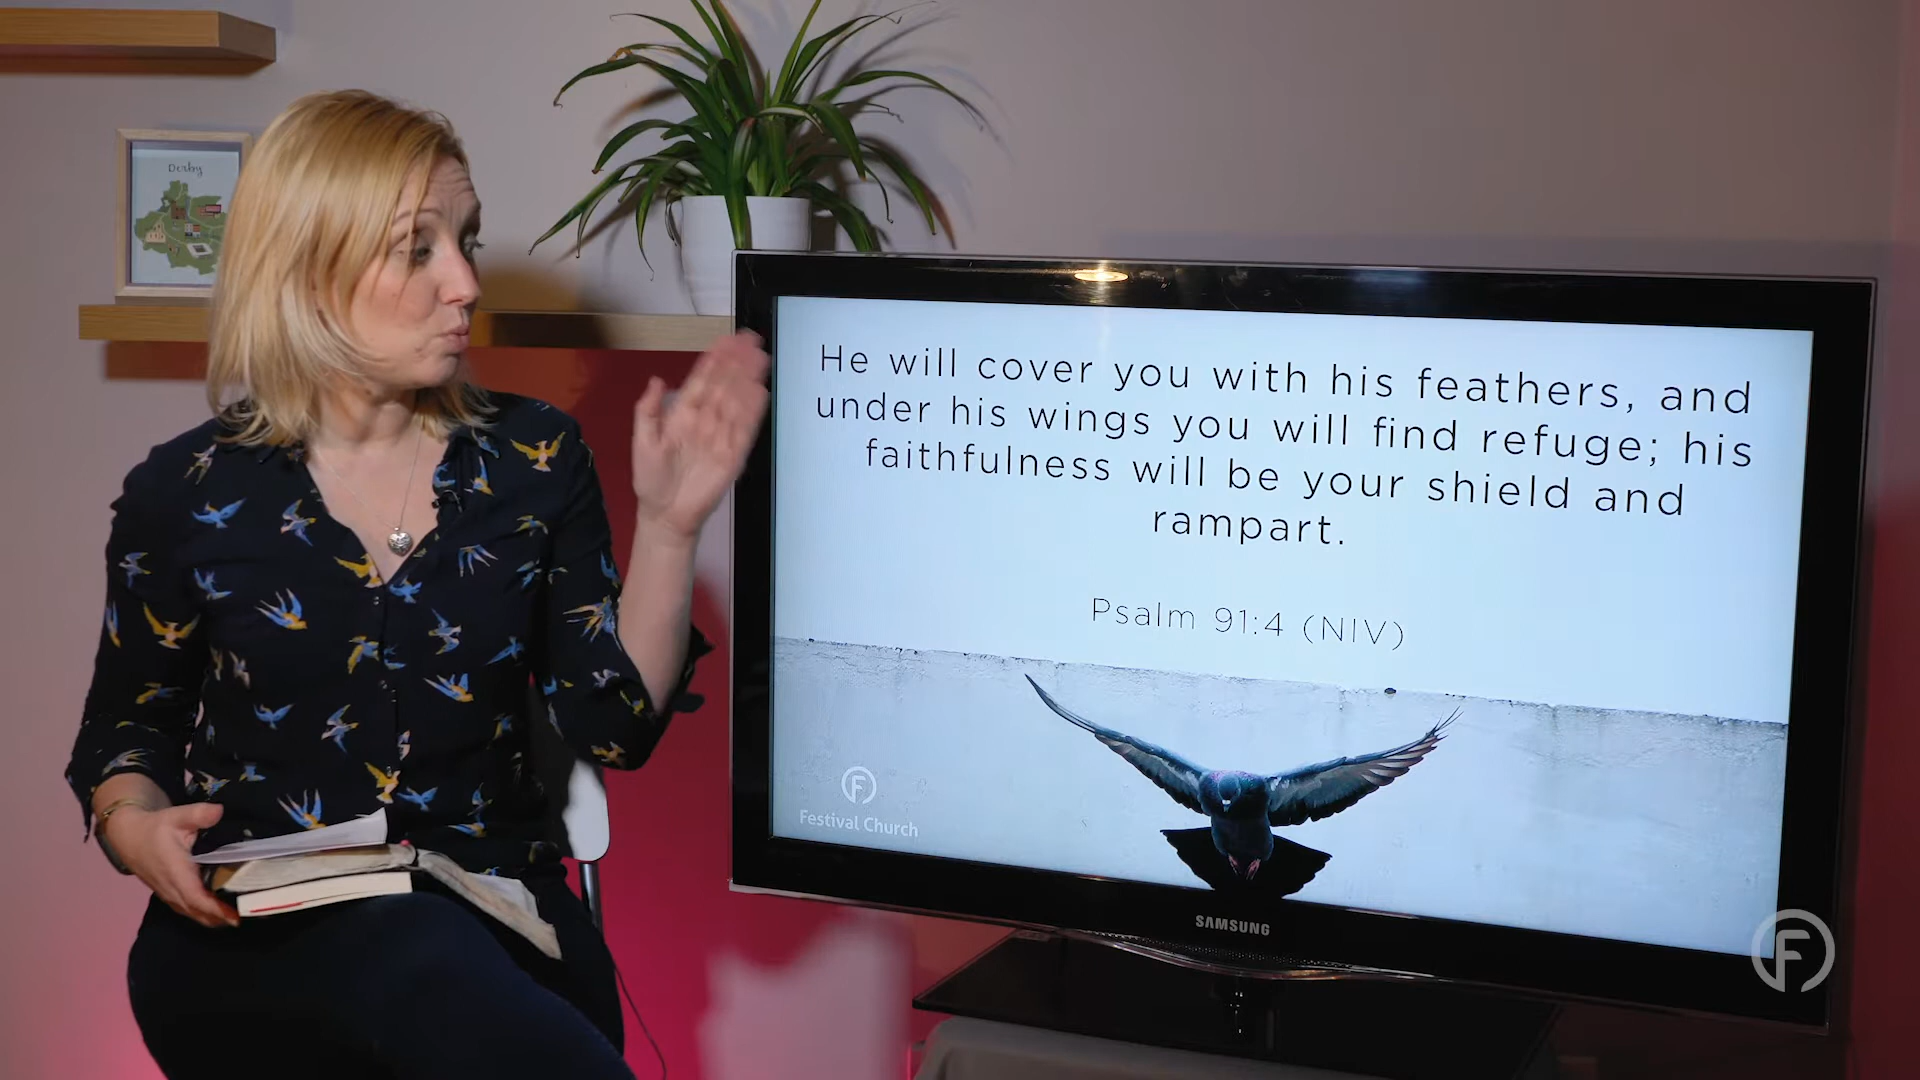 Derby
He will cover you with his feathers, and
under his wings you will find refuge; his
faithfulness will be your shield and
rampart.
Psalm 91:4 (NIV)
F
Festival Church
SAMSUNG
F